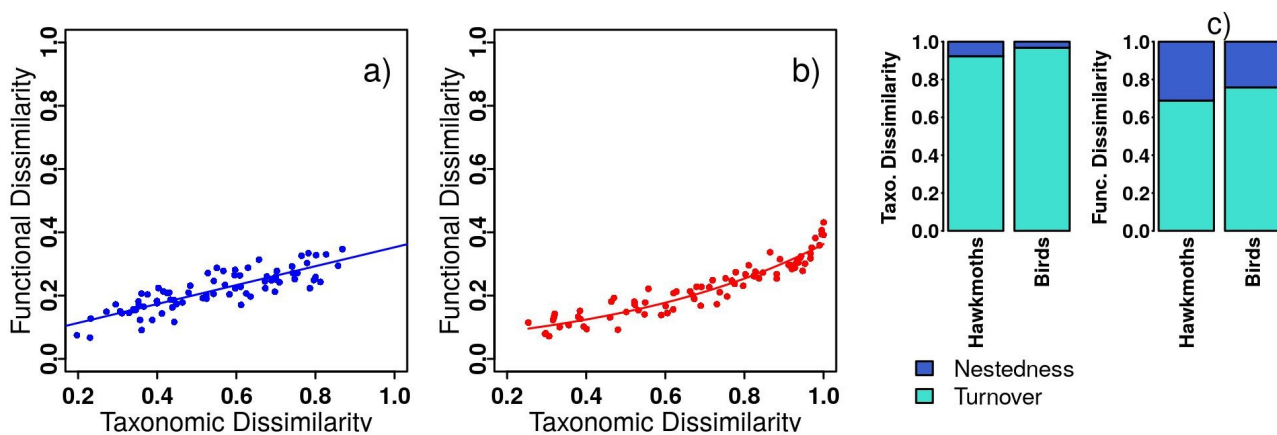 a)
Functional Dissimilarity
1.0
0.8
0.6
0.4
0.2
0.0
0.2 0.4 0.6 0.8 1.0
Taxonomic Dissimilarity
b)
Functional Dissimilarity
1.0
0.8
0.6
0.4
0.2
0.0
0.2 0.4 0.6 0.8 1.0
Taxonomic Dissimilarity
c)
Taxo. Dissimilarity
1.0
0.8
0.6
0.4
0.2
0.0
Hawkmoths
Birds
Func. Dissimilarity
1.0
0.8
0.6
0.4
0.2
0.0
Hawkmoths
Birds
Nestedness
Turnover